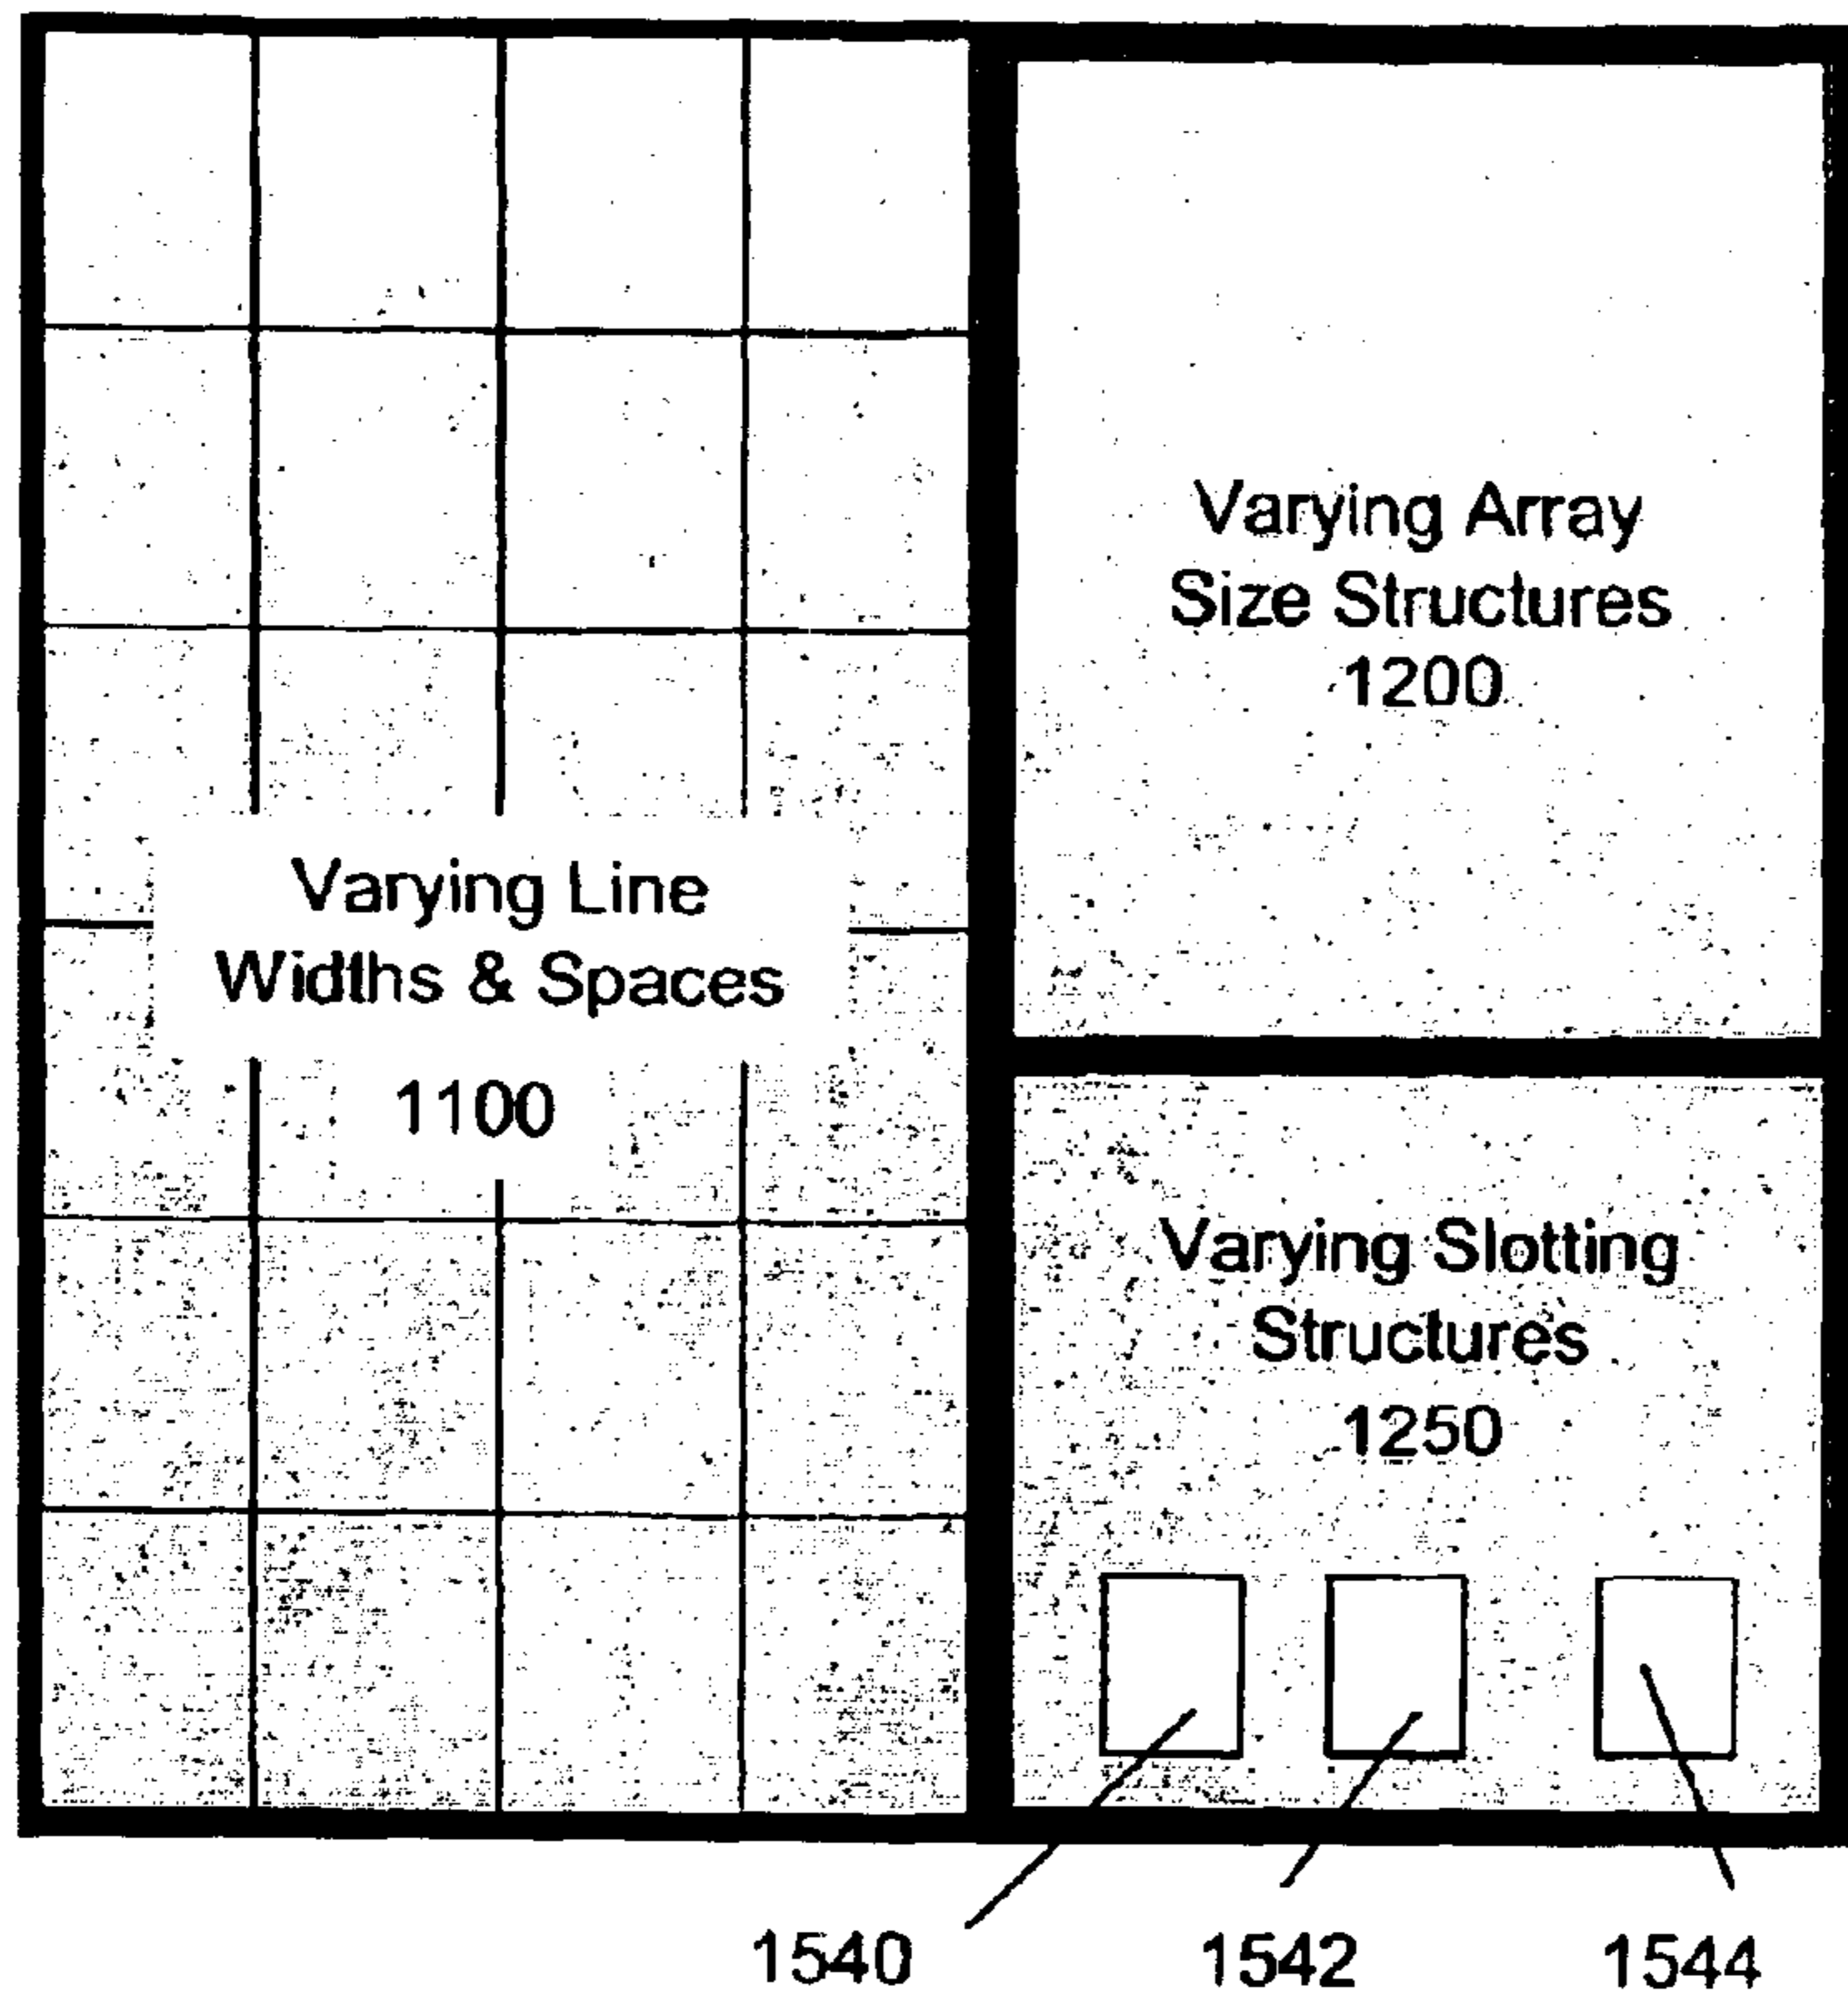 Varying Line
Widths & Spaces
1100
Varying Array
Size Structures
1200
Varying Slotting
Structures
1250
1540
1542
1544